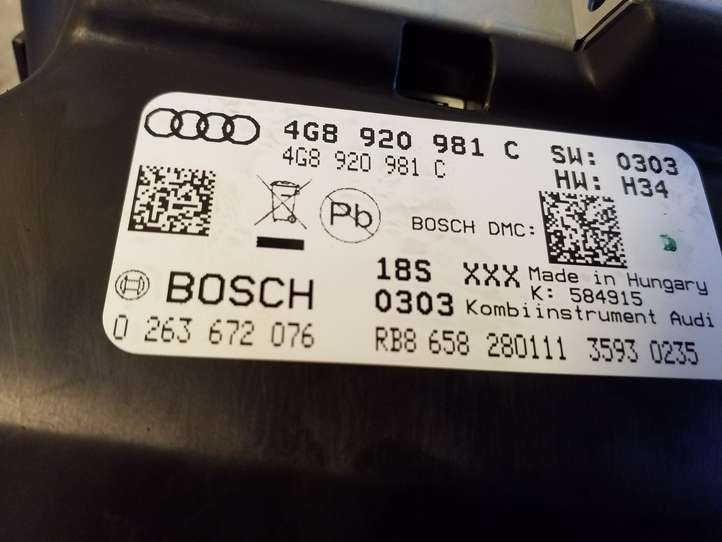 4G8 920 981 C SW: 0303
4G8 920 981 C HW: H34
Pb
BOSCH DMC:
BOSCH
18S XXX Made in Hungary
K: 584915
0303 Kombiinstrument Audi
0 263 672 076 RB8 658 280111 3593 0235